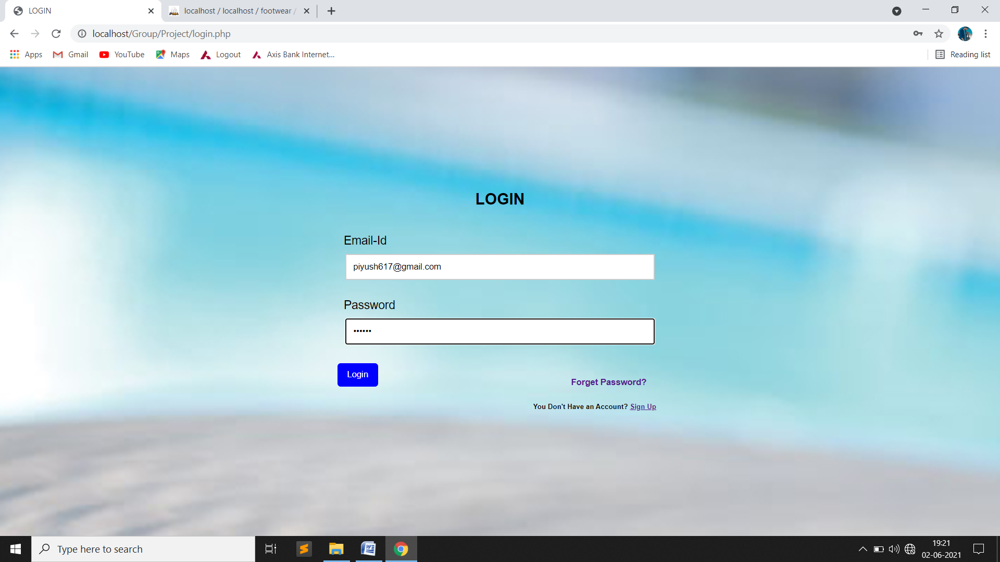 LOGIN
localhost / localhost / footwear /
localhost/Group/Project/login.php
Apps Gmail YouTube Maps Logout Axis Bank Internet... Reading list
LOGIN
Email-Id
piyush617@gmail.com
Password
••••••
Login
Forget Password?
You Don't Have an Account? Sign Up
Type here to search
19:21
02-06-2021